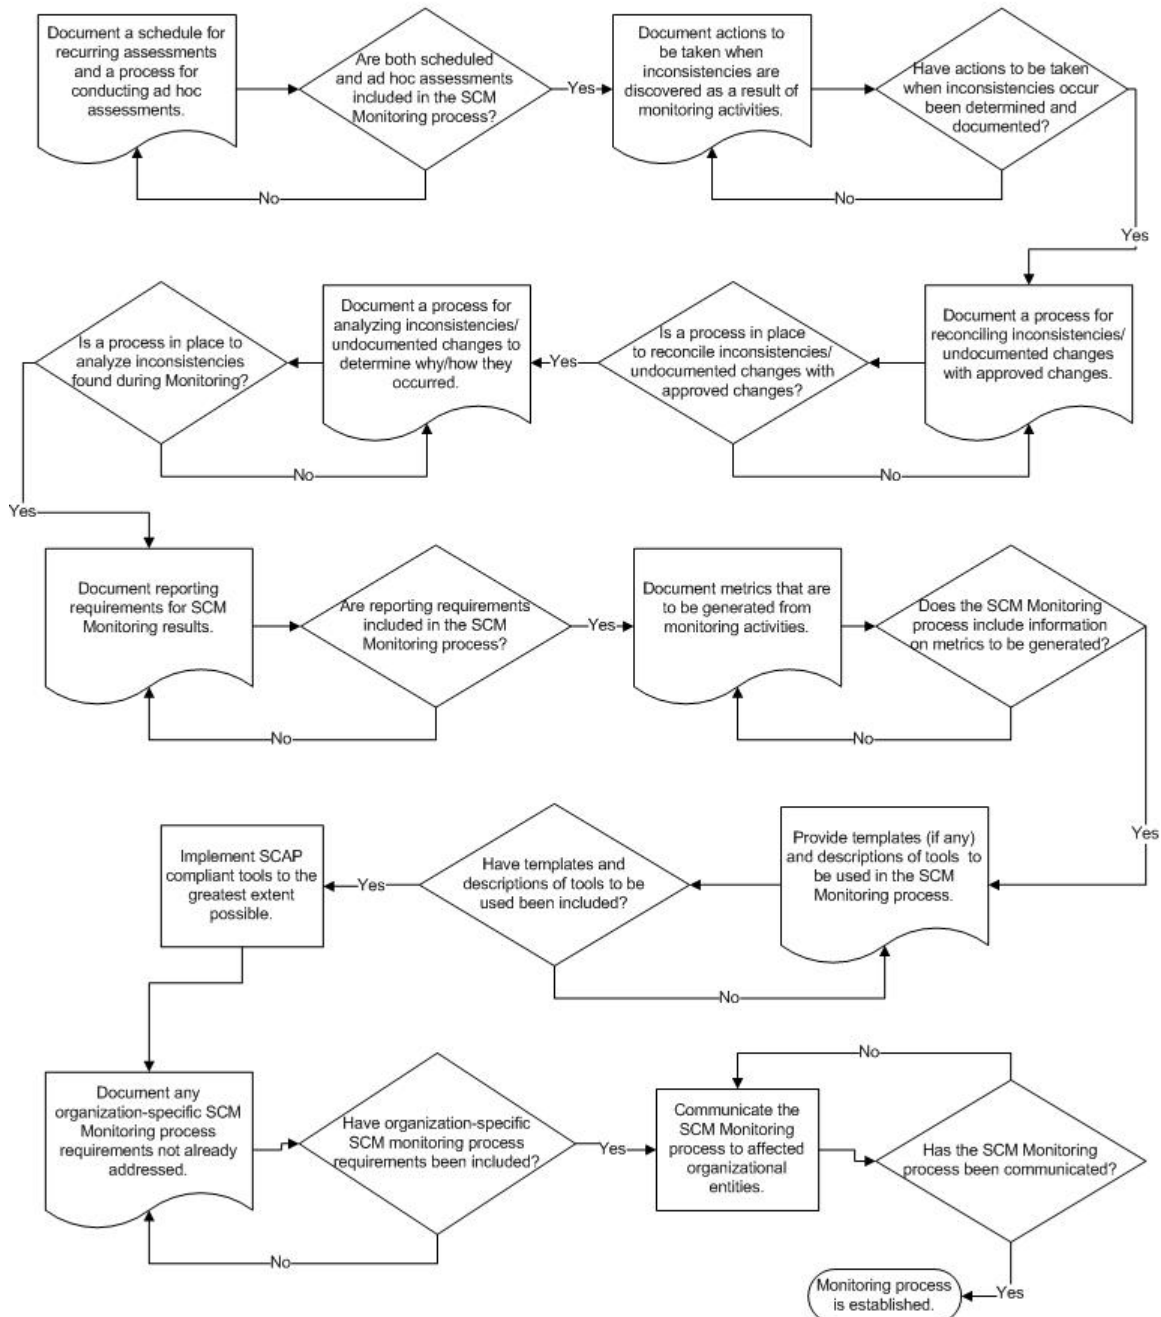 Document a schedule for
recurring assessments
and a process for
conducting ad hoc
assessments.
Are both scheduled
and ad hoc assessments
included in the SCM
Monitoring process?
Yes
No
Document actions to
be taken when
inconsistencies are
discovered as a result of
monitoring activities.
Have actions to be taken
when inconsistencies occur
been determined and
documented?
No
Yes
Document a process for
reconciling inconsistencies/
undocumented changes
with approved changes.
Is a process in place
to reconcile inconsistencies/
undocumented changes with
approved changes?
No
Yes
Document a process for
analyzing inconsistencies/
undocumented changes to
determine why/how they
occurred.
Is a process in place to
analyze inconsistencies
found during Monitoring?
No
Yes
Document reporting
requirements for SCM
Monitoring results.
Are reporting requirements
included in the SCM
Monitoring process?
No
Yes
Document metrics that are
to be generated from
monitoring activities.
Does the SCM Monitoring
process include information
on metrics to be generated?
No
Yes
Provide templates (if any)
and descriptions of tools to
be used in the SCM
Monitoring process.
Have templates and
descriptions of tools to be
used been included?
No
Yes
Implement SCAP
compliant tools to the
greatest extent
possible.
Document any
organization-specific SCM
Monitoring process
requirements not already
addressed.
Have organization-specific
SCM monitoring process
requirements been included?
No
Yes
Communicate the
SCM Monitoring
process to affected
organizational
entities.
Has the SCM Monitoring
process been communicated?
No
Yes
Monitoring process
is established.